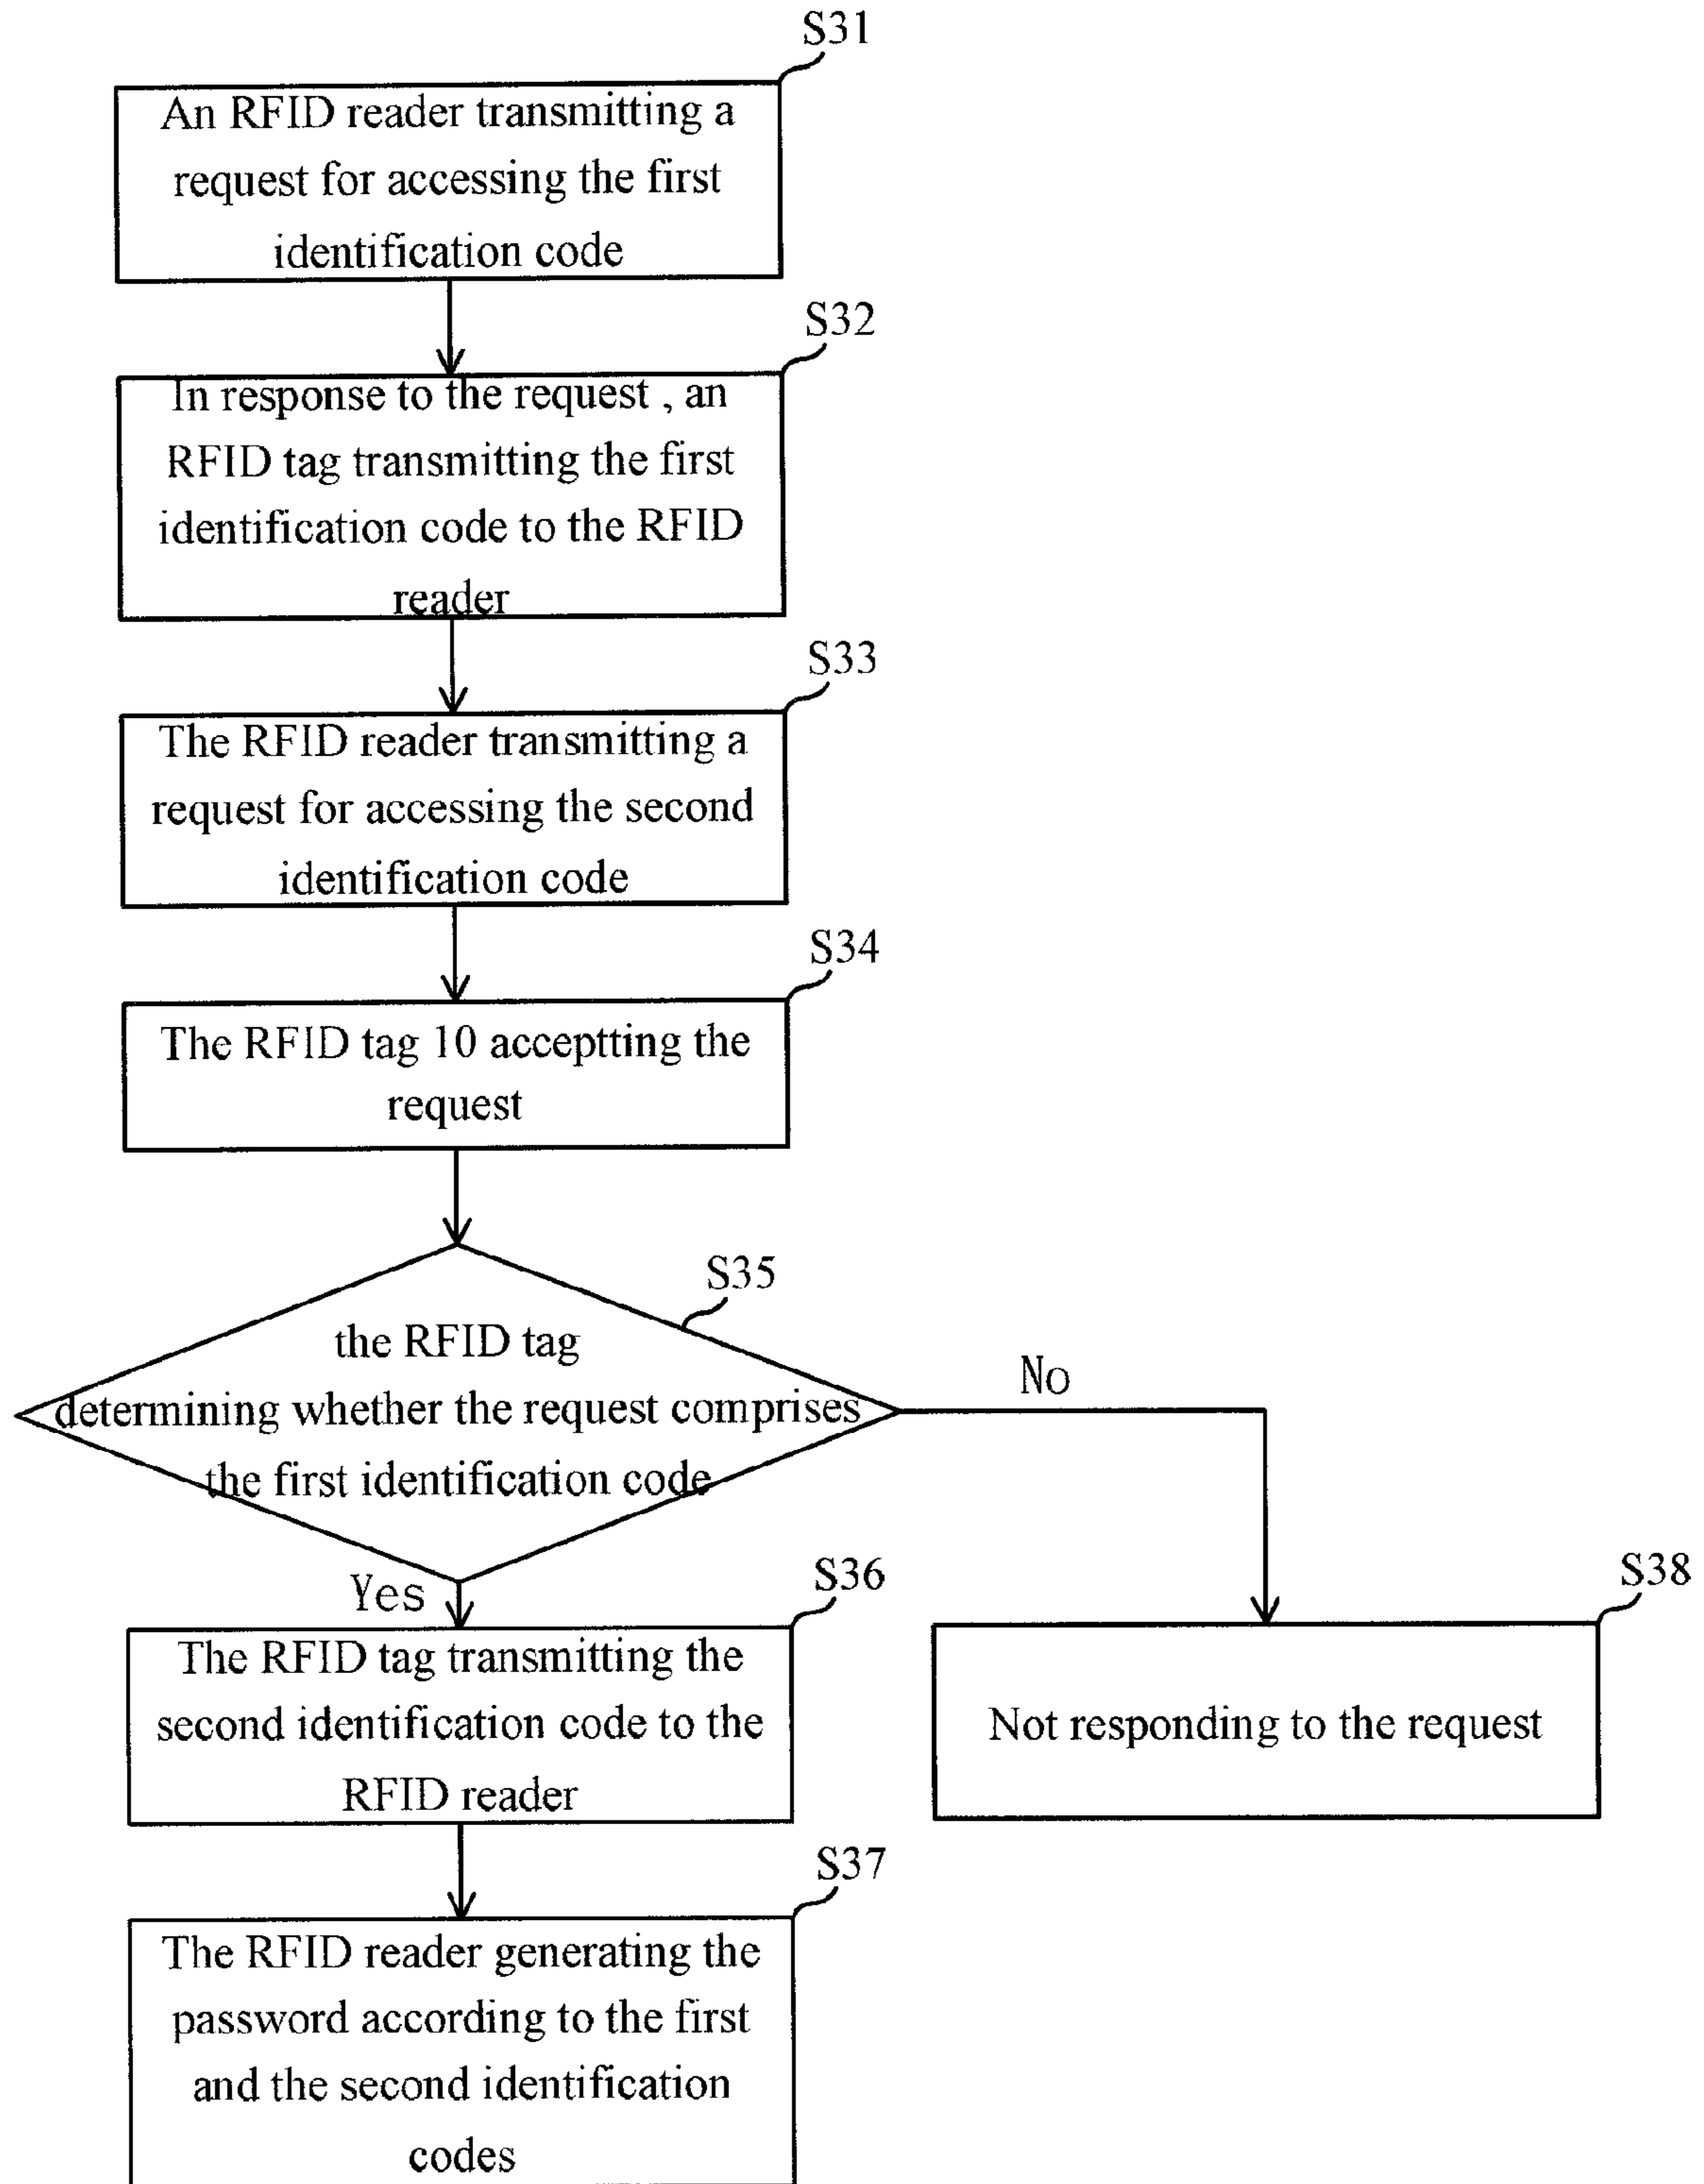 S31
An RFID reader transmitting a
request for accessing the first
identification code
S32
In response to the request , an
RFID tag transmitting the first
identification code to the RFID
reader
S33
The RFID reader transmitting a
request for accessing the second
identification code
S34
The RFID tag 10 acceptting the
request
S35
the RFID tag
determining whether the request comprises
the first identification code
No
Yes
S36
The RFID tag transmitting the
second identification code to the
RFID reader
S38
Not responding to the request
S37
The RFID reader generating the
password according to the first
and the second identification
codes